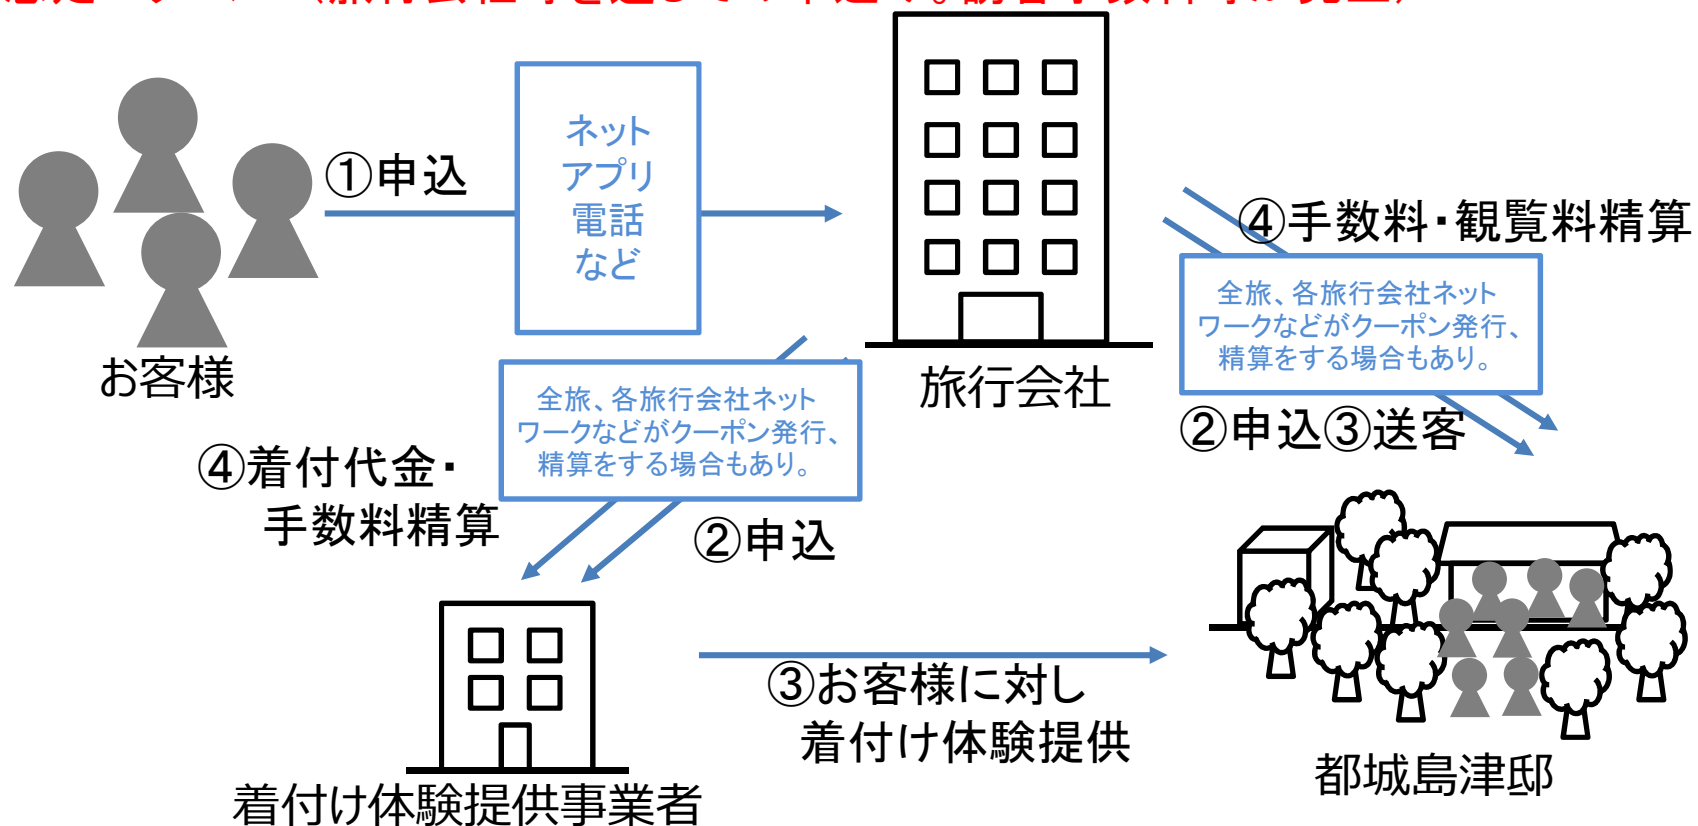 ①申込
ネット
アプリ
電話
など
④手数料・観覧料精算
全旅、各旅行会社ネット
ワークなどがクーポン発行、
精算をする場合もあり。
②申込③送客
お客様
旅行会社
全旅、各旅行会社ネット
ワークなどがクーポン発行、
精算をする場合もあり。
④着付代金・
手数料精算
②申込
③お客様に対し
着付け体験提供
都城島津邸
着付け体験提供事業者